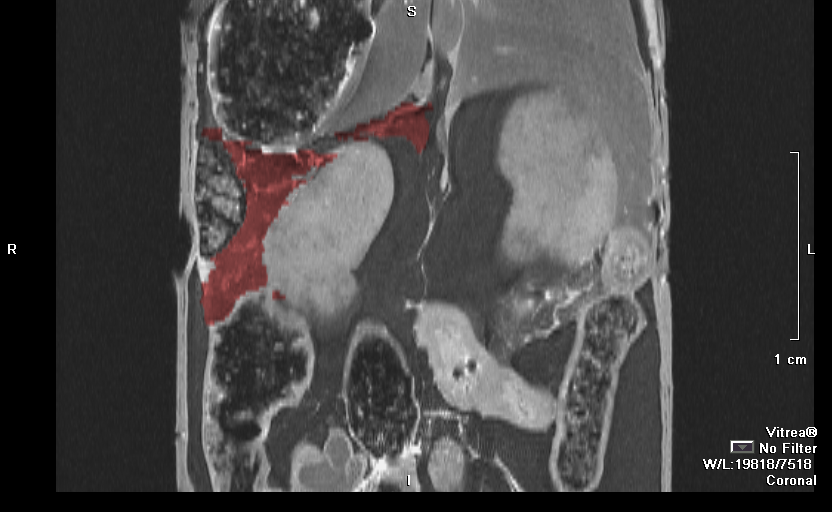 S
R
L
1 cm
Vitrea®
No Filter
W/L:19818/7518
Coronal
I